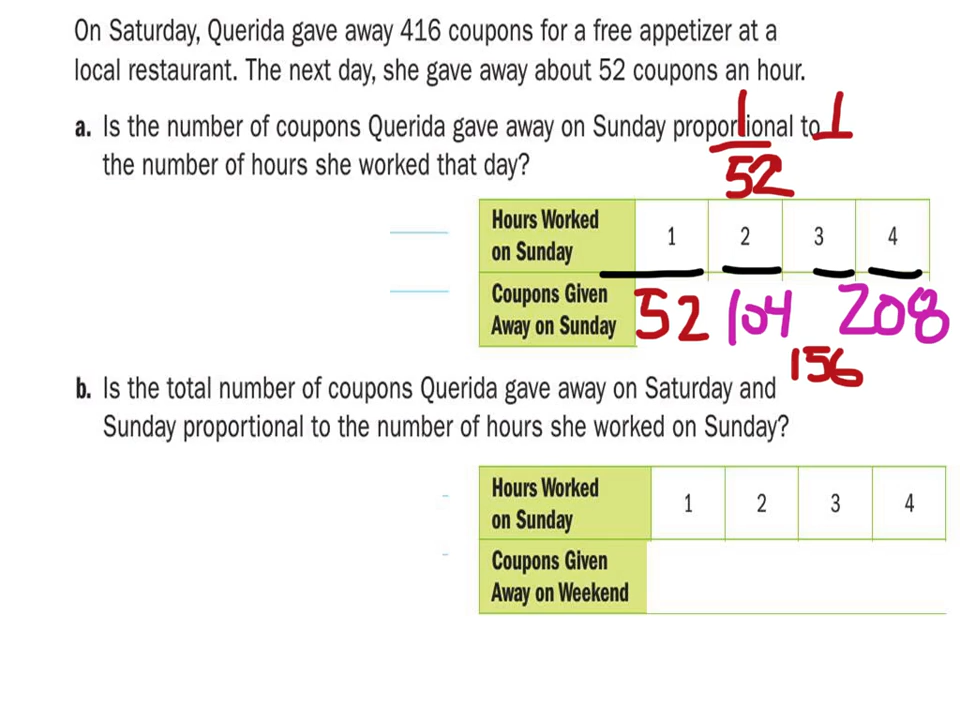 On Saturday, Querida gave away 416 coupons for a free appetizer at a
local restaurant. The next day, she gave away about 52 coupons an hour.
a. Is the number of coupons Querida gave away on Sunday proportional to
the number of hours she worked that day?
1 1
52
Hours Worked
on Sunday
1 2 3 4
Coupons Given
Away on Sunday
52 104 208
156
b. Is the total number of coupons Querida gave away on Saturday and
Sunday proportional to the number of hours she worked on Sunday?
Hours Worked
on Sunday
1 2 3 4
Coupons Given
Away on Weekend